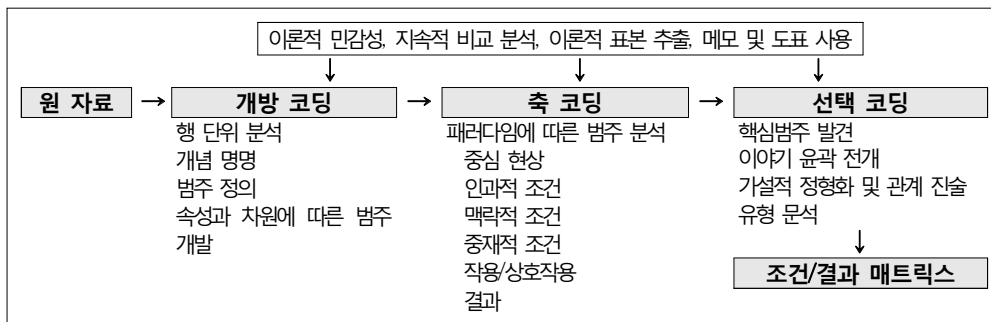 이론적 민감성, 지속적 비교 분석, 이론적 표본 추출, 메모 및 도표 사용
원 자료
개방 코딩
행 단위 분석
개념 명명
범주 정의
속성과 차원에 따른 범주
개발
축 코딩
패러다임에 따른 범주 분석
중심 현상
인과적 조건
맥락적 조건
중재적 조건
작용/상호작용
결과
선택 코딩
핵심범주 발견
이야기 윤곽 전개
가설적 정형화 및 관계 진술
유형 문석
조건/결과 매트릭스